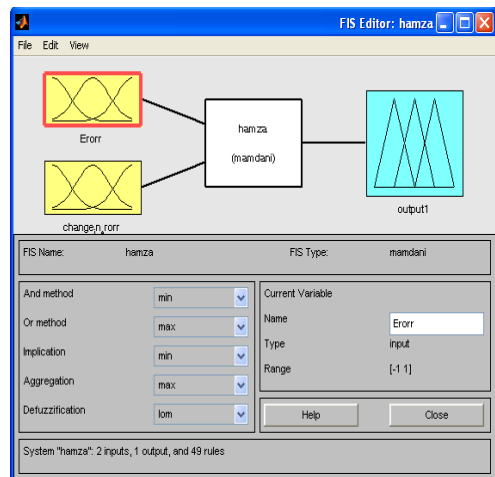 FIS Editor: hamza
File Edit View
Erorr
hamza
(mamdani)
change_in_rorr
output1
FIS Name: hamza FIS Type: mamdani
And method min
Or method max
Implication min
Aggregation max
Defuzzification lom
Current Variable
Name Erorr
Type input
Range [-1 1]
Help Close
System "hamza": 2 inputs, 1 output, and 49 rules